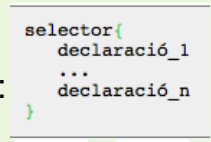 selector{
declaració_1
:
...
declaració_n
}